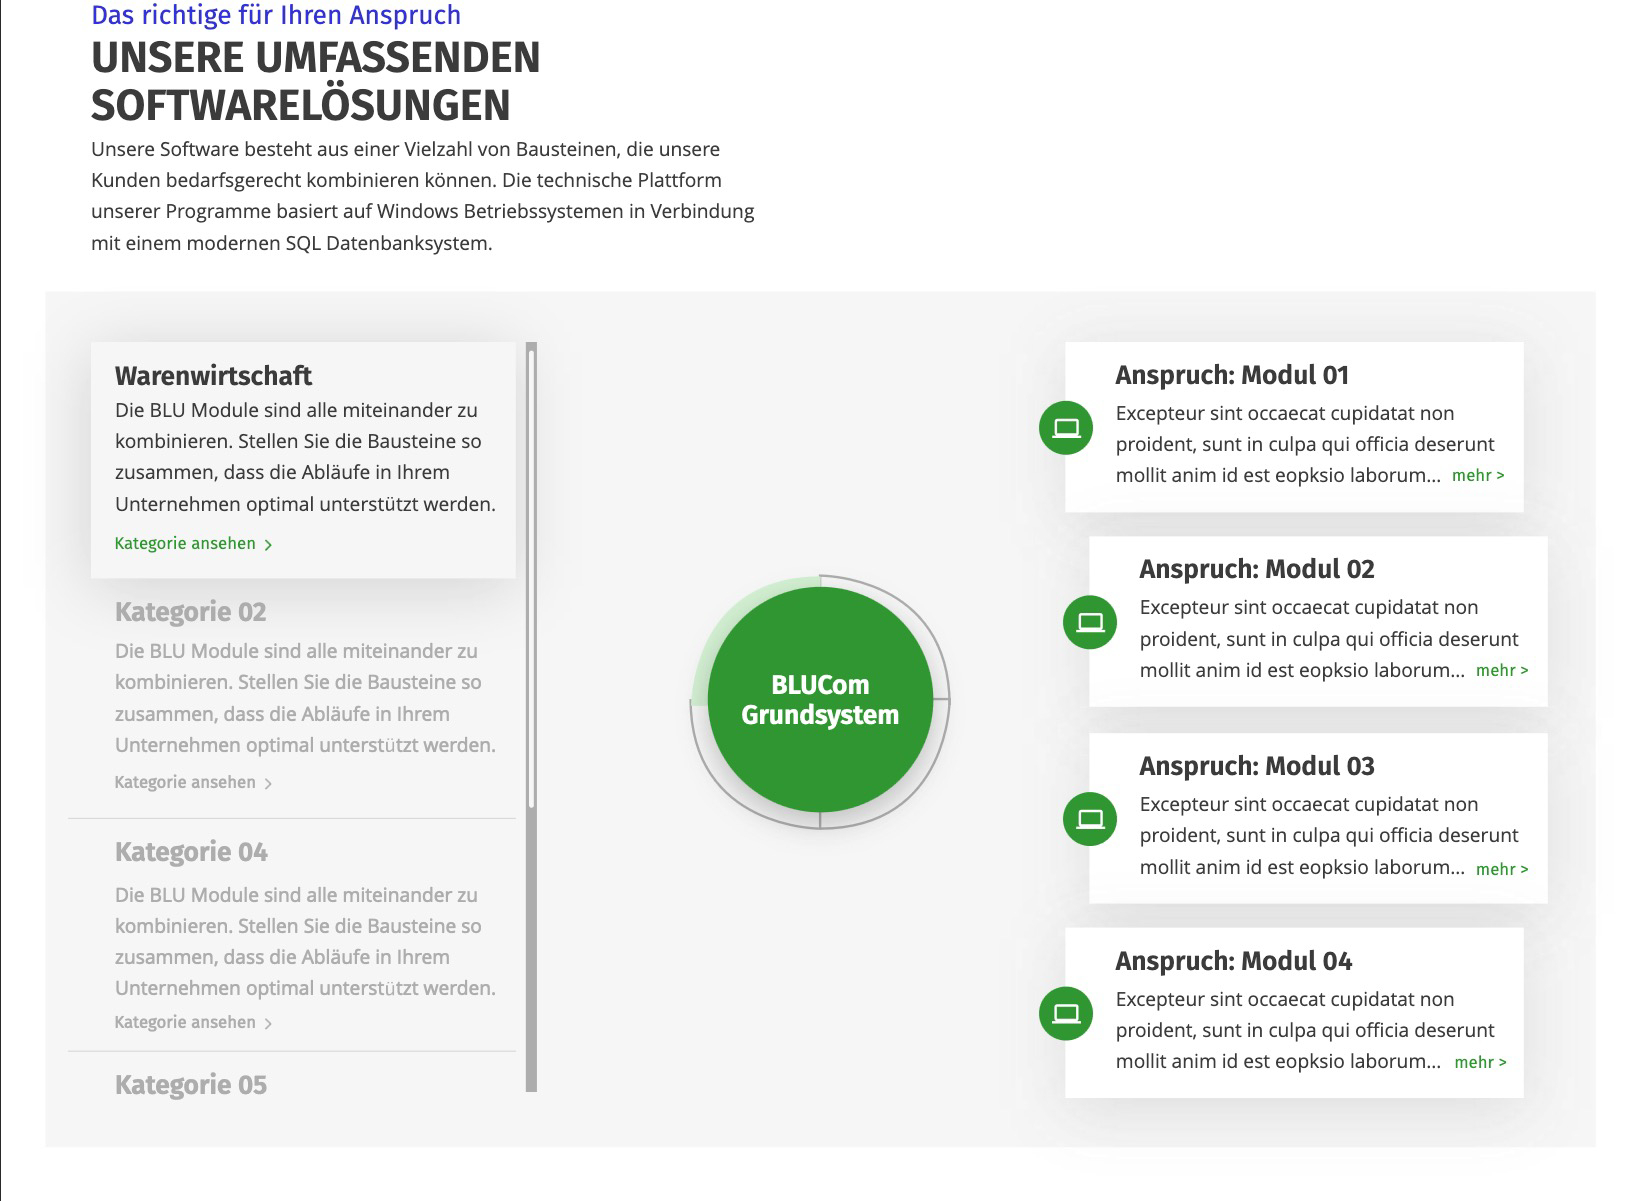 Das richtige für Ihren Anspruch
UNSERE UMFASSENDEN
SOFTWARELÖSUNGEN
Unsere Software besteht aus einer Vielzahl von Bausteinen, die unsere
Kunden bedarfsgerecht kombinieren können. Die technische Plattform
unserer Programme basiert auf Windows Betriebssystemen in Verbindung
mit einem modernen SQL Datenbanksystem.
Warenwirtschaft
Die BLU Module sind alle miteinander zu
kombinieren. Stellen Sie die Bausteine so
zusammen, dass die Abläufe in Ihrem
Unternehmen optimal unterstützt werden.
Kategorie ansehen >
Kategorie 02
Die BLU Module sind alle miteinander zu
kombinieren. Stellen Sie die Bausteine so
zusammen, dass die Abläufe in Ihrem
Unternehmen optimal unterstützt werden.
Kategorie ansehen >
Kategorie 04
Die BLU Module sind alle miteinander zu
kombinieren. Stellen Sie die Bausteine so
zusammen, dass die Abläufe in Ihrem
Unternehmen optimal unterstützt werden.
Kategorie ansehen >
Kategorie 05
BLUCom
Grundsystem
Anspruch: Modul 01
Excepteur sint occaecat cupidatat non
proident, sunt in culpa qui officia deserunt
mollit anim id est eopksio laborum... mehr >
Anspruch: Modul 02
Excepteur sint occaecat cupidatat non
proident, sunt in culpa qui officia deserunt
mollit anim id est eopksio laborum... mehr >
Anspruch: Modul 03
Excepteur sint occaecat cupidatat non
proident, sunt in culpa qui officia deserunt
mollit anim id est eopksio laborum... mehr >
Anspruch: Modul 04
Excepteur sint occaecat cupidatat non
proident, sunt in culpa qui officia deserunt
mollit anim id est eopksio laborum... mehr >